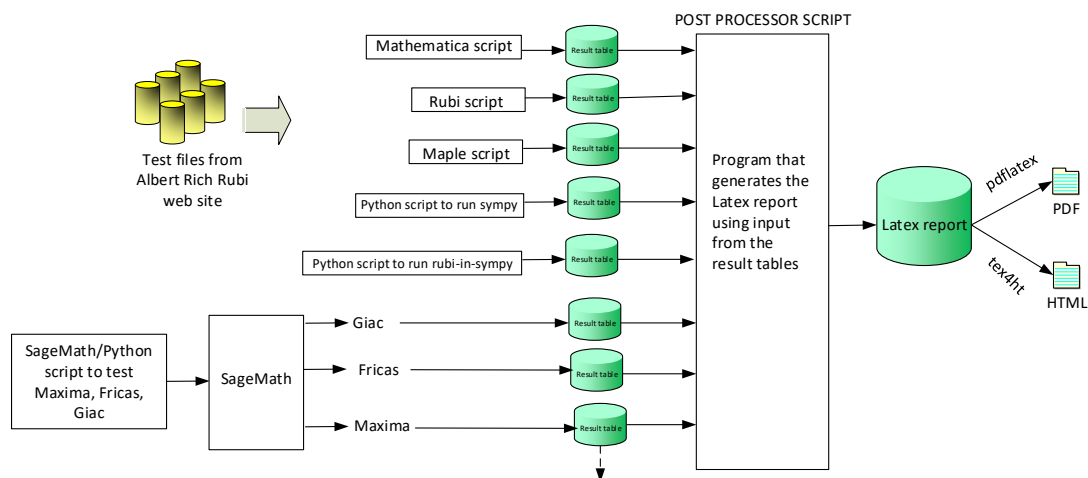 POST PROCESSOR SCRIPT
Mathematica script
Result table
Rubi script
Result table
Maple script
Result table
Test files from
Albert Rich Rubi
web site
Python script to run sympy
Result table
Python script to run rubi-in-sympy
Result table
SageMath/Python
script to test
Maxima, Fricas,
Giac
SageMath
Giac
Result table
Fricas
Result table
Maxima
Result table
Program that
generates the
Latex report
using input
from the
result tables
Latex report
pdflatex
PDF
tex4ht
HTML